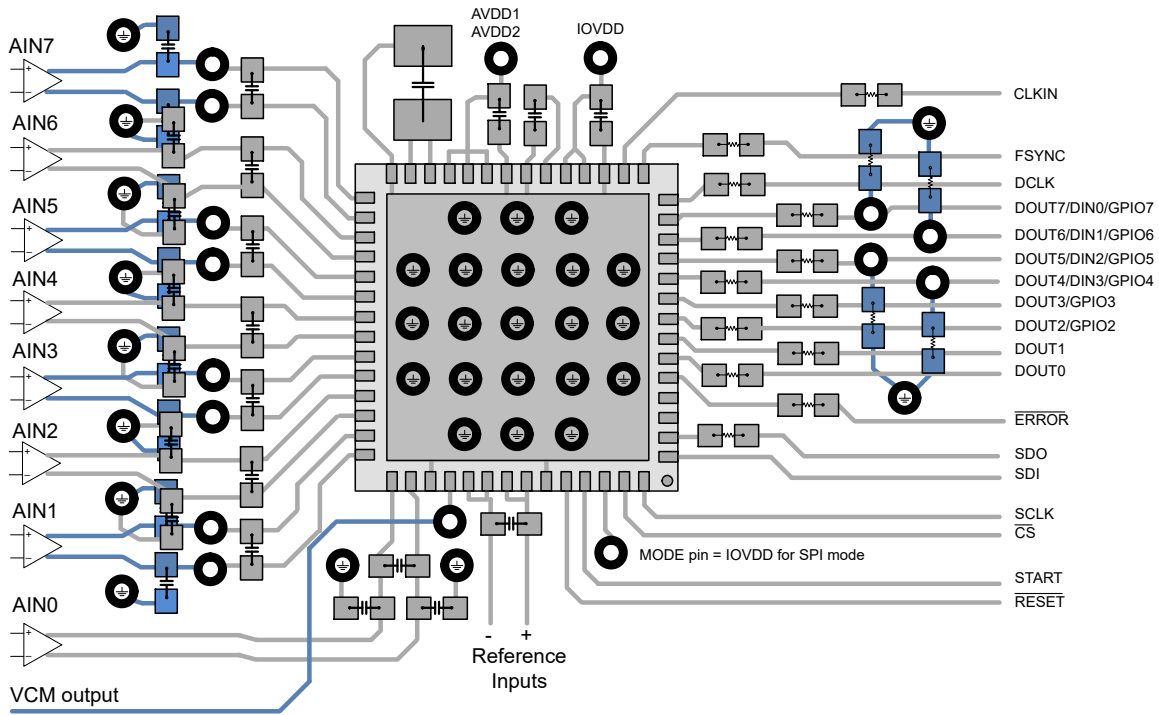 AVDD1
AVDD2
IOVDD
AIN7
AIN6
AIN5
AIN4
AIN3
AIN2
AIN1
AIN0
CLKIN
FSYNC
DCLK
DOUT7/DIN0/GPIO7
DOUT6/DIN1/GPIO6
DOUT5/DIN2/GPIO5
DOUT4/DIN3/GPIO4
DOUT3/GPIO3
DOUT2/GPIO2
DOUT1
DOUT0
ERROR
SDO
SDI
SCLK
CS
MODE pin = IOVDD for SPI mode
START
RESET
- +
Reference
Inputs
VCM output